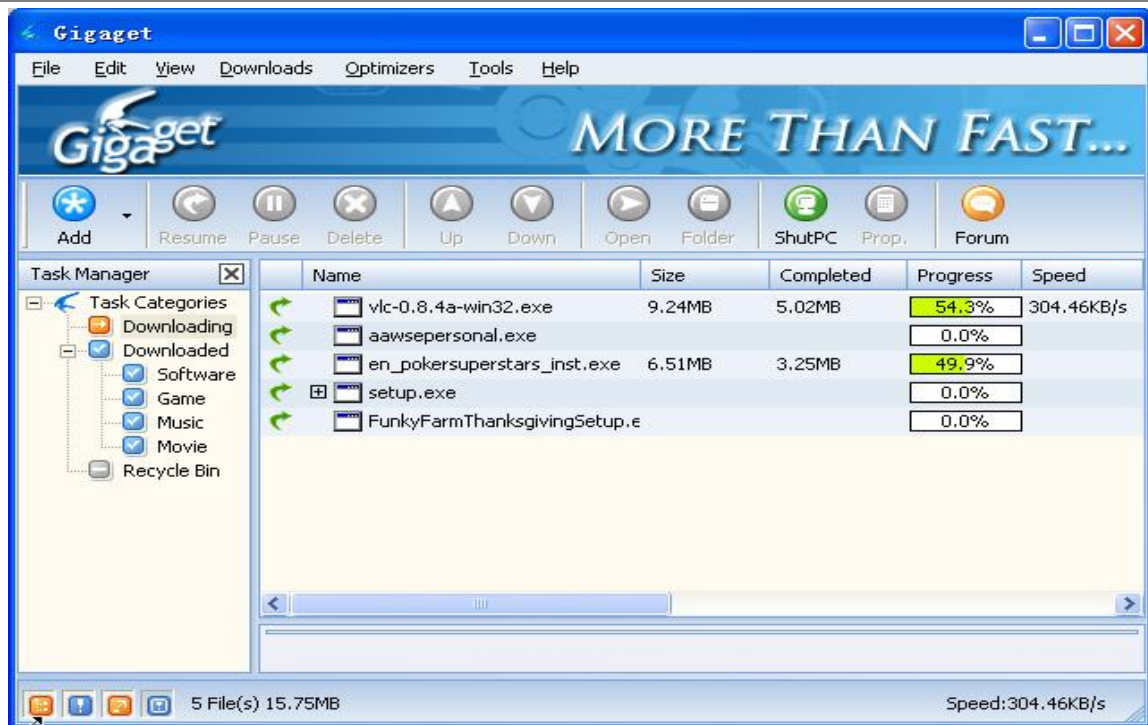 Gigaget
File Edit View Downloads Optimizers Tools Help
Gigaget MORE THAN FAST...
Add Resume Pause Delete Up Down Open Folder ShutPC Prop. Forum
Task Manager
Task Categories
Downloading
Downloaded
Software
Game
Music
Movie
Recycle Bin
Name Size Completed Progress Speed
vlc-0.8.4a-win32.exe 9.24MB 5.02MB 54.3% 304.46KB/s
aawsepersonal.exe 0.0%
en_pokersuperstars_inst.exe 6.51MB 3.25MB 49.9%
setup.exe 0.0%
FunkyFarmThanksgivingSetup.e 0.0%
5 File(s) 15.75MB Speed:304.46KB/s